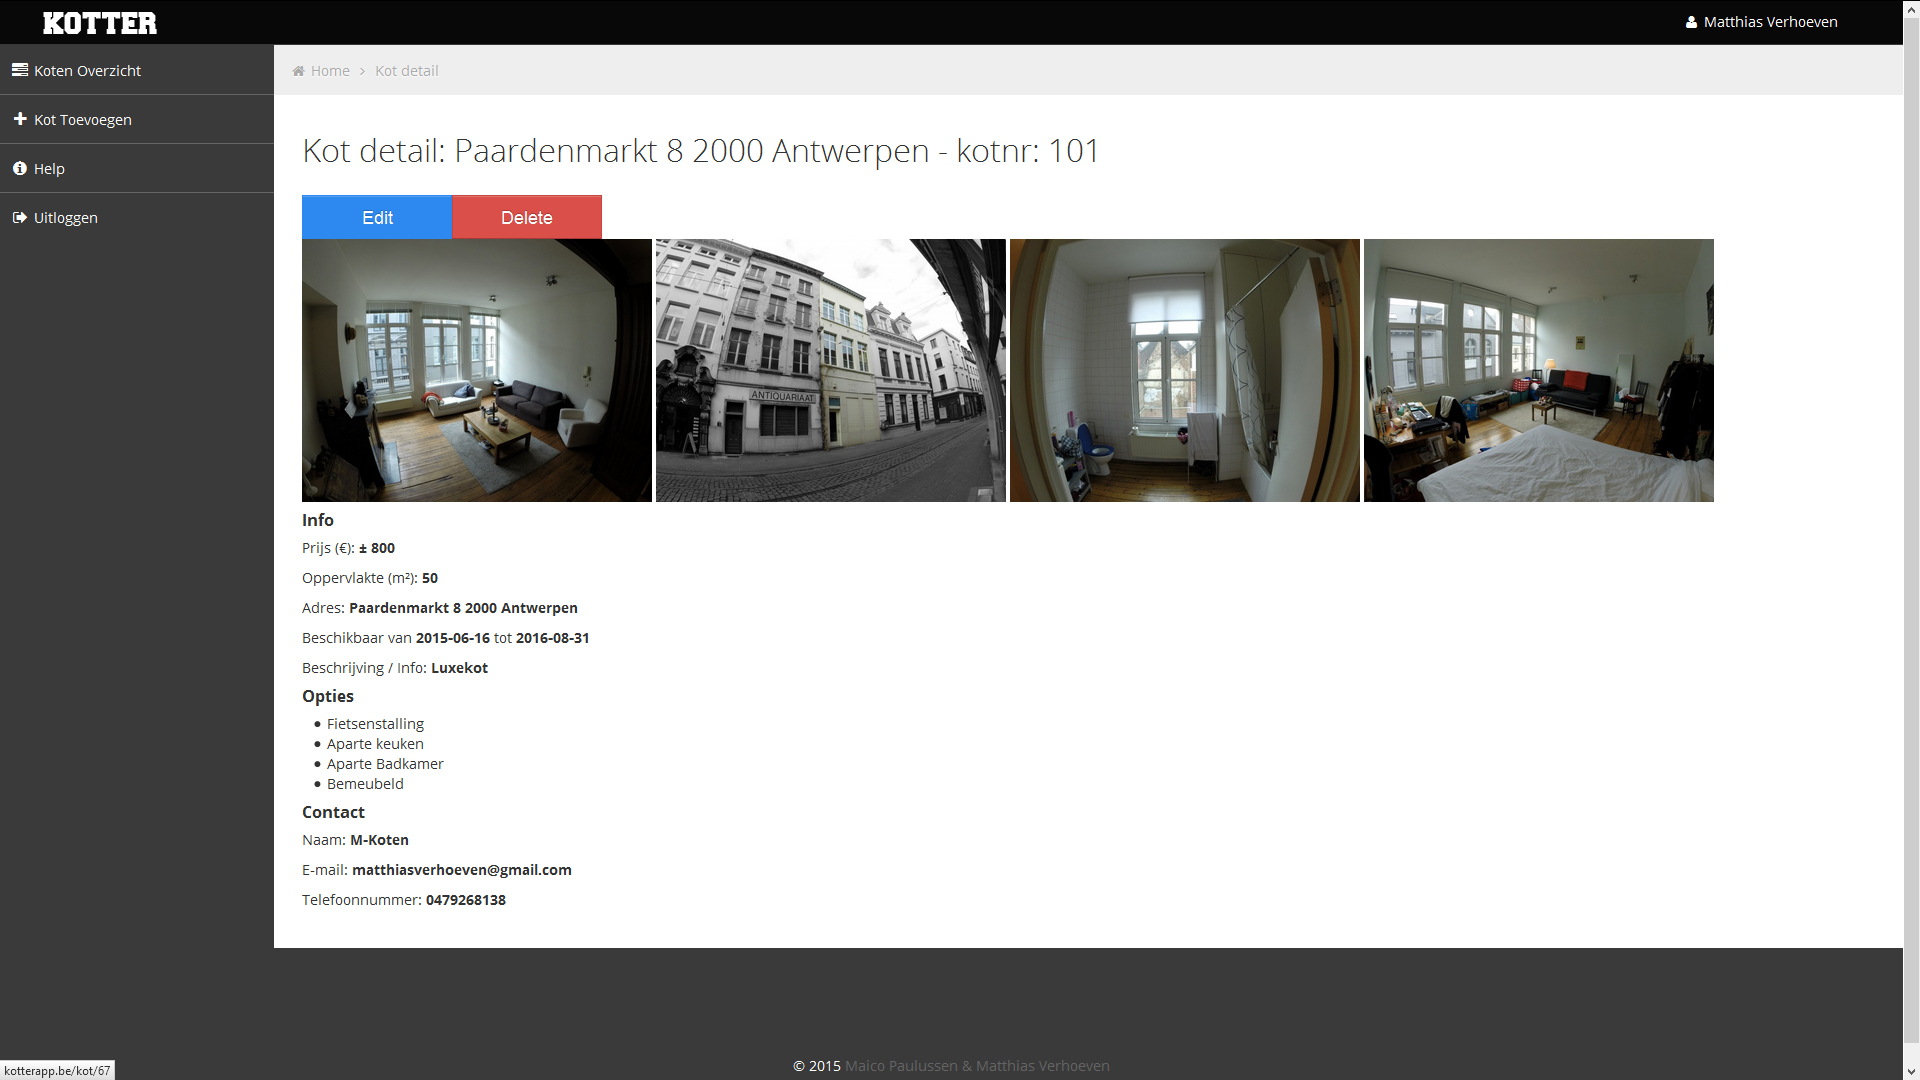 KOTTER
Matthias Verhoeven
Koten Overzicht
Kot Toevoegen
Help
Uitloggen
Home > Kot detail
Kot detail: Paardenmarkt 8 2000 Antwerpen - kotnr: 101
Edit
Delete
ANTIQUARIAAT
Info
Prijs (€): ± 800
Oppervlakte (m²): 50
Adres: Paardenmarkt 8 2000 Antwerpen
Beschikbaar van 2015-06-16 tot 2016-08-31
Beschrijving / Info: Luxekot
Opties
• Fietsenstalling
• Aparte keuken
• Aparte Badkamer
• Bemeubeld
Contact
Naam: M-Koten
E-mail: matthiasverhoeven@gmail.com
Telefoonnummer: 0479268138
© 2015 Maico Paulussen & Matthias Verhoeven
kotterapp.be/kot/67